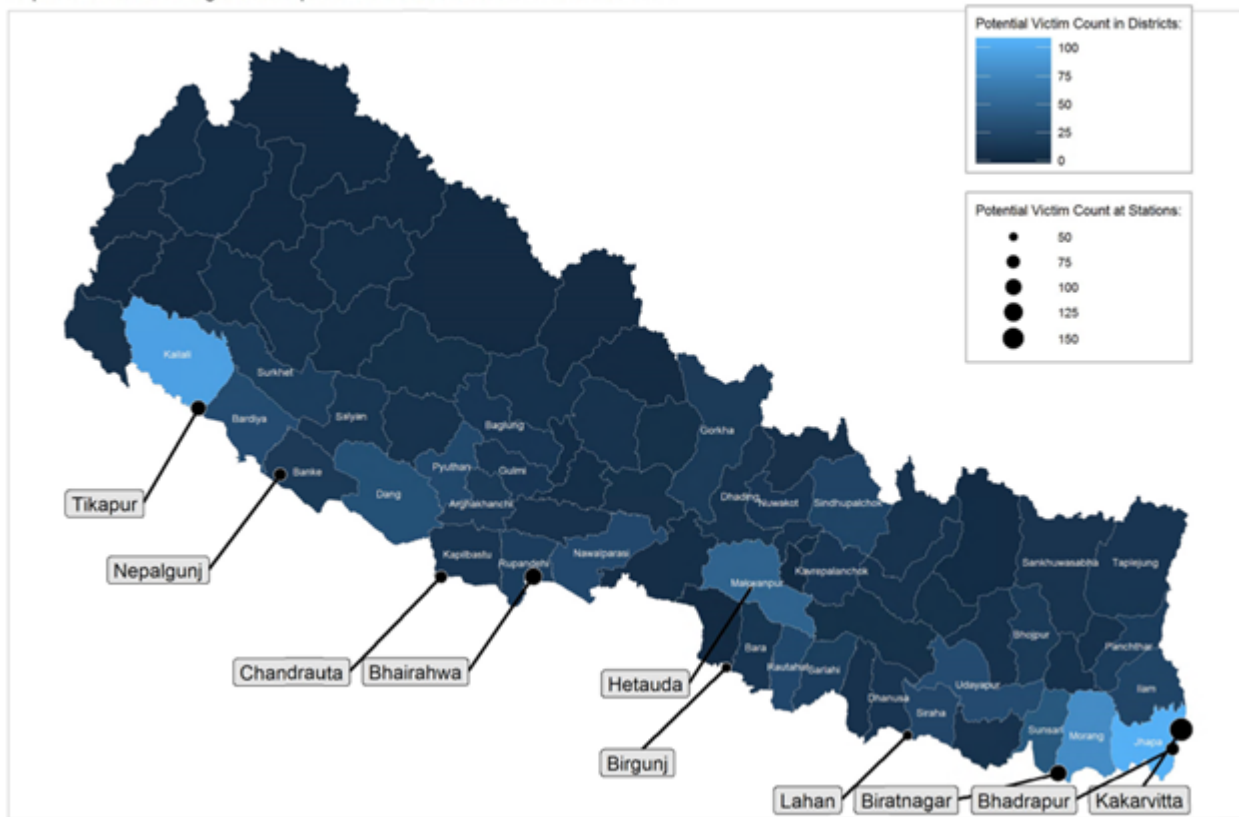 Potential Victim Count in Districts:
100
75
50
25
0
Potential Victim Count at Stations:
50
75
100
125
150
Kailali
Surkhet
Bardiya
Salyan
Baglung
Gorkha
Banke
Pyuthan
Gulmi
Dang
Arghakhanchi
Dhading
Nuwakot
Sindhupalchok
Tikapur
Kapilbastu
Rupandehi
Nawalparasi
Makwanpur
Kavrepalanchok
Sankhuwasabha
Taplejung
Nepalgunj
Bara
Rautahat
Sarlahi
Bhojpur
Panchthar
Chandrauta
Bhairahwa
Hetauda
Dhanusa
Siraha
Udayapur
Ilam
Sunsari
Morang
Jhapa
Birgunj
Lahan
Biratnagar
Bhadrapur
Kakarvitta